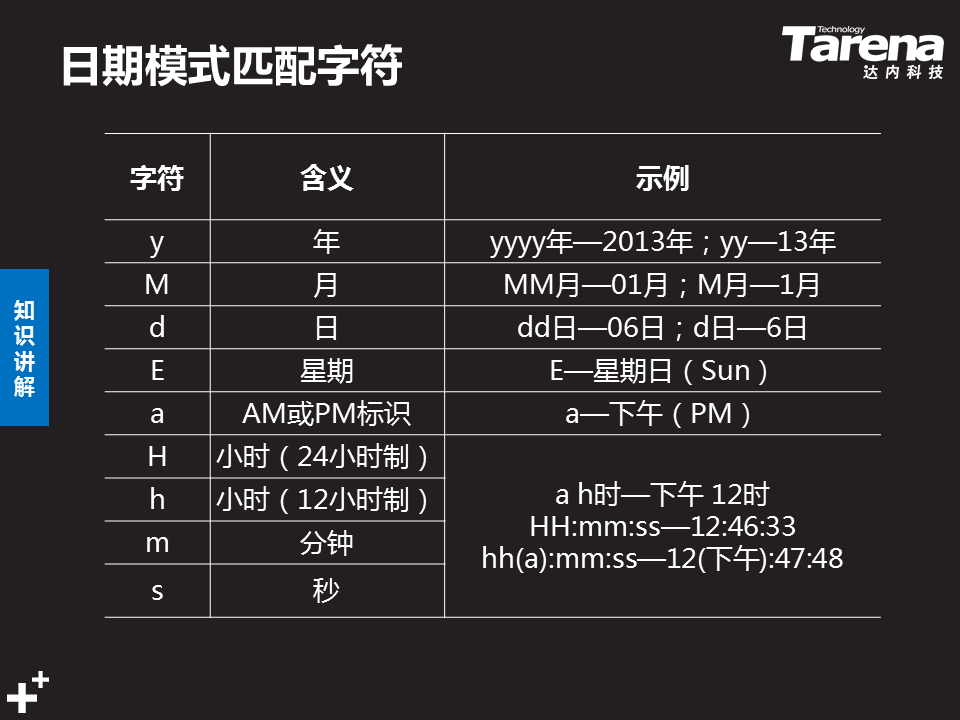 日期模式匹配字符
Technology
Tarena
达内科技
字符 含义 示例
y 年 yyyy年—2013年；yy—13年
M 月 MM月—01月；M月—1月
d 日 dd日—06日；d日—6日
E 星期 E—星期日（Sun）
a AM或PM标识 a—下午（PM）
H 小时（24小时制）
h 小时（12小时制）
m 分钟
s 秒
a h时—下午 12时
HH:mm:ss—12:46:33
hh(a):mm:ss—12(下午):47:48
知
识
讲
解